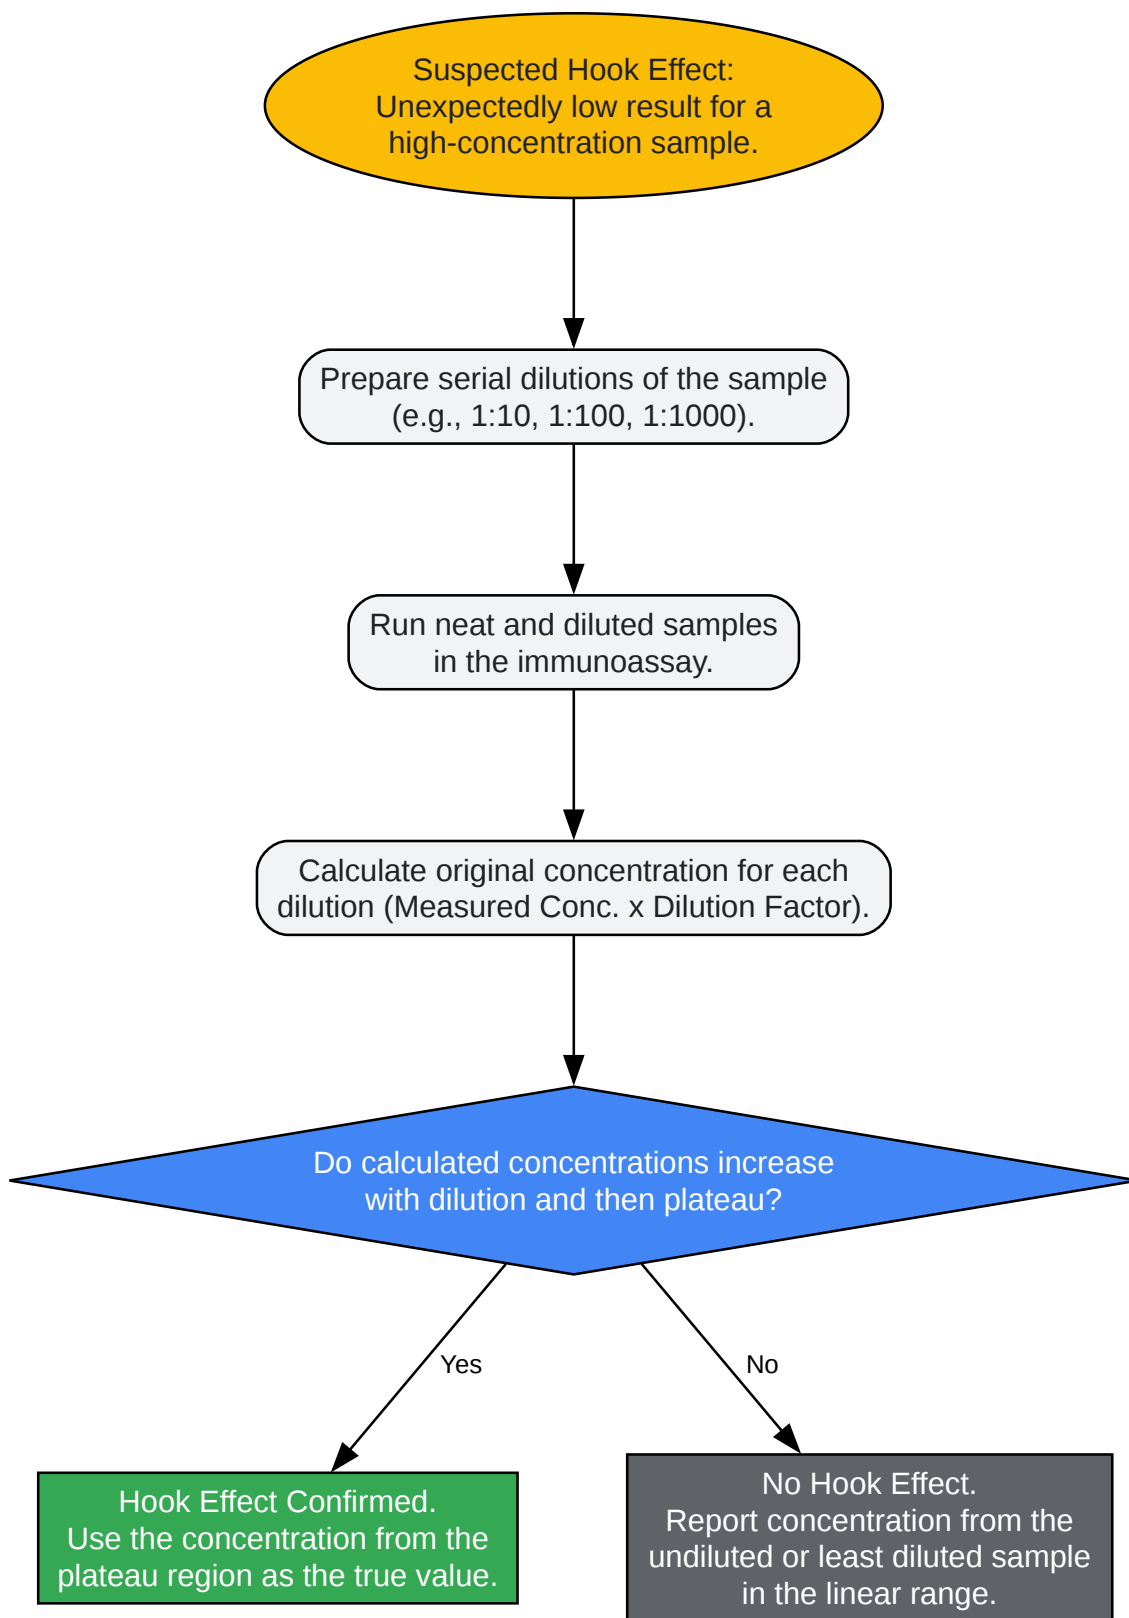 Suspected Hook Effect:
Unexpectedly low result for a
high-concentration sample.
Prepare serial dilutions of the sample
(e.g., 1:10, 1:100, 1:1000).
Run neat and diluted samples
in the immunoassay.
Calculate original concentration for each
dilution (Measured Conc. x Dilution Factor).
Do calculated concentrations increase
with dilution and then plateau?
Yes
No
Hook Effect Confirmed.
Use the concentration from the
plateau region as the true value.
No Hook Effect.
Report concentration from the
undiluted or least diluted sample
in the linear range.